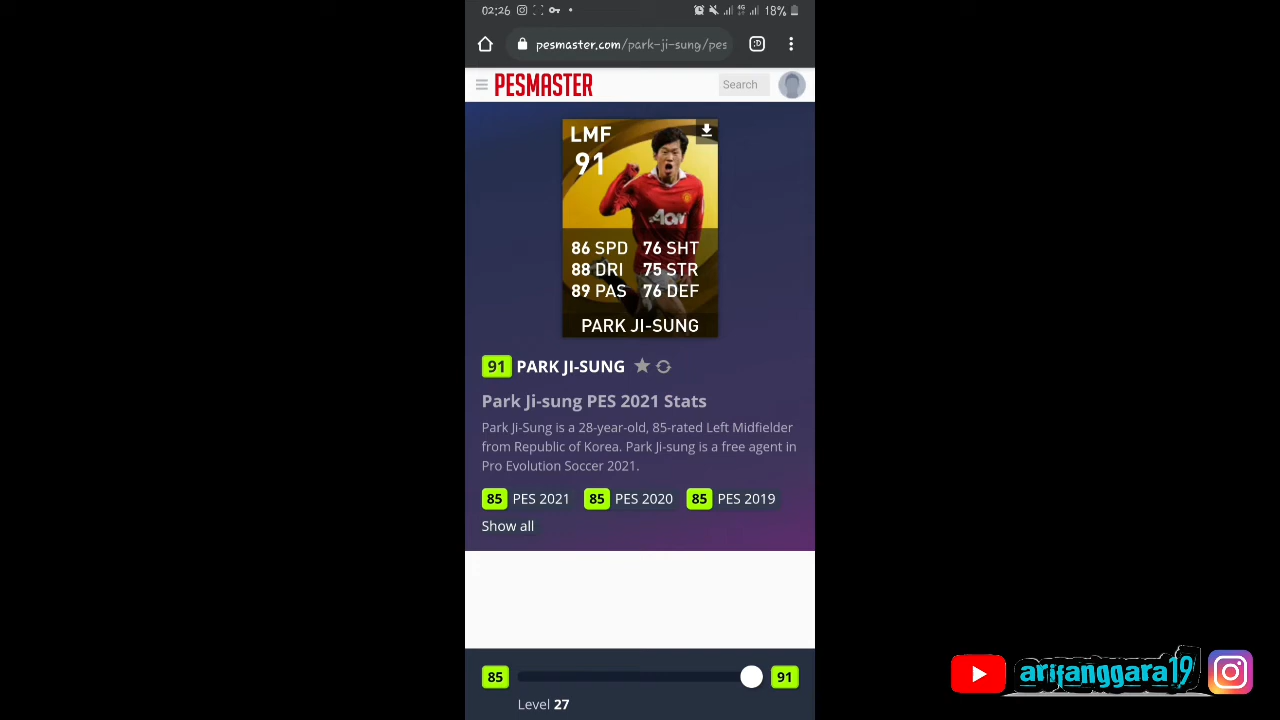 02:26
18%
pesmaster.com/park-ji-sung/pes
:D
PESMASTER
Search
LMF
91
AON
86 SPD 76 SHT
88 DRI 75 STR
89 PAS 76 DEF
PARK JI-SUNG
91 PARK JI-SUNG
Park Ji-sung PES 2021 Stats
Park Ji-Sung is a 28-year-old, 85-rated Left Midfielder
from Republic of Korea. Park Ji-sung is a free agent in
Pro Evolution Soccer 2021.
85 PES 2021 85 PES 2020 85 PES 2019
Show all
85 91
Level 27
arifanggara19